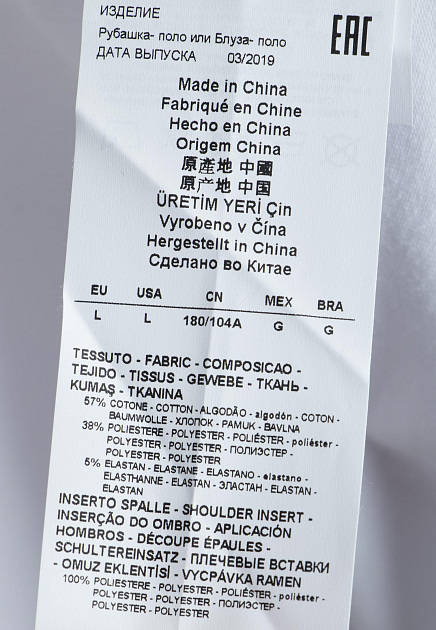 ИЗДЕЛИЕ
Рубашка- поло или Блуза- поло
ДАТА ВЫПУСКА 03/2019
EAC
Made in China
Fabriqué en Chine
Hecho en China
Origem China
原產地 中國
原产地 中国
ÜRETİM YERİ Çin
Vyrobeno v Čína
Hergestellt in China
Сделано во Китае
EU USA CN MEX BRA
L L 180/104A G G
TESSUTO - FABRIC - COMPOSICAO -
TEJIDO - TISSUS - GEWEBE - ТКАНЬ -
KUMAŞ - TKANINA
57% COTONE - COTTON - ALGODÃO - algodón - COTON -
BAUMWOLLE - ХЛОПОК - PAMUK - BAVLNA
38% POLIESTERE - POLYESTER - POLIÉSTER - poliéster -
POLYESTER - POLYESTER - ПОЛИЭСТЕР -
POLYESTER - POLYESTER
5% ELASTAN - ELASTANE - ELASTANO - elastano -
ELASTHANNE - ELASTAN - ЭЛАСТАН - ELASTAN -
ELASTAN
INSERTO SPALLE - SHOULDER INSERT -
INSERÇÃO DO OMBRO - APLICACIÓN
HOMBROS - DÉCOUPE ÉPAULES -
SCHULTEREINSATZ - ПЛЕЧЕВЫЕ ВСТАВКИ
- OMUZ EKLENTİSİ - VYCPÁVKA RAMEN
100% POLIESTERE - POLYESTER - POLIÉSTER - poliéster -
POLYESTER - POLYESTER - ПОЛИЭСТЕР -
POLYESTER - POLYESTER